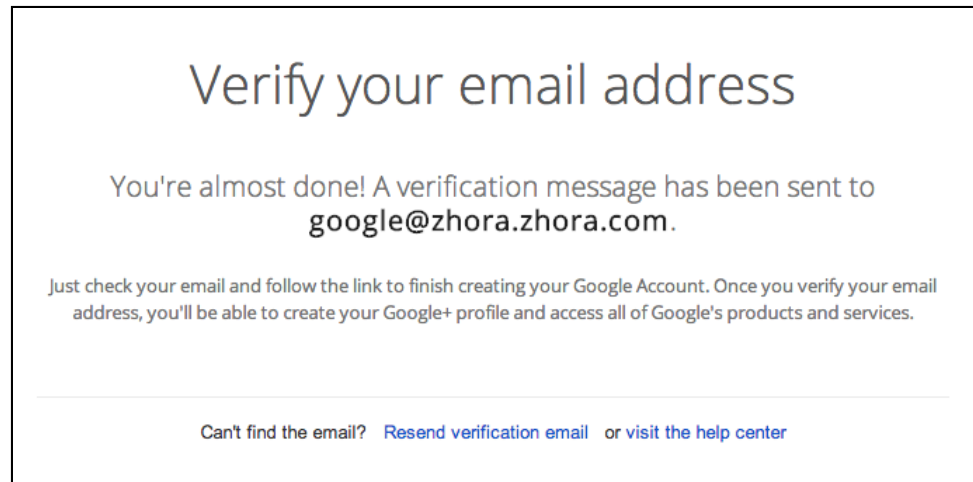 Verify your email address
You're almost done! A verification message has been sent to
google@zhora.zhora.com.
Just check your email and follow the link to finish creating your Google Account. Once you verify your email
address, you'll be able to create your Google+ profile and access all of Google's products and services.
Can't find the email? Resend verification email or visit the help center